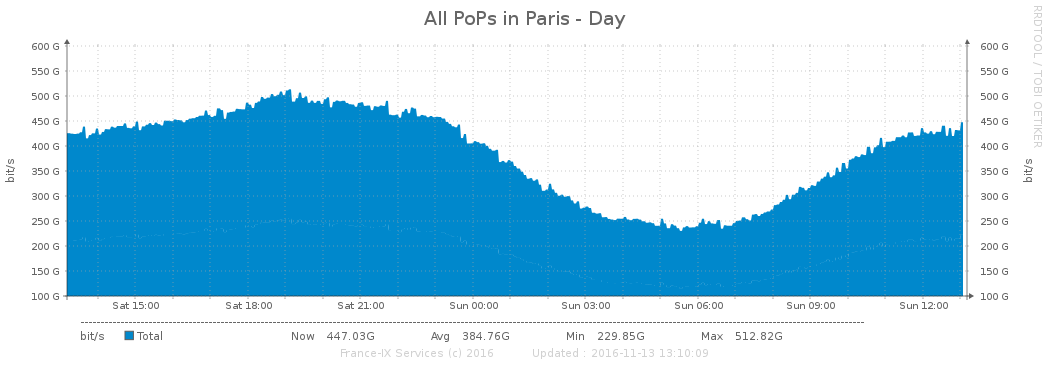 All PoPs in Paris - Day
RRDTOOL / TOBI OETIKER
600 G 600 G
550 G 550 G
500 G 500 G
450 G 450 G
400 G 400 G
350 G 350 G
300 G 300 G
250 G 250 G
200 G 200 G
150 G 150 G
100 G 100 G
bit/s
bit/s
Sat 15:00 Sat 18:00 Sat 21:00 Sun 00:00 Sun 03:00 Sun 06:00 Sun 09:00 Sun 12:00
bit/s Total Now 447.03G Avg 384.76G Min 229.85G Max 512.82G
France-IX Services (c) 2016 Updated : 2016-11-13 13:10:09